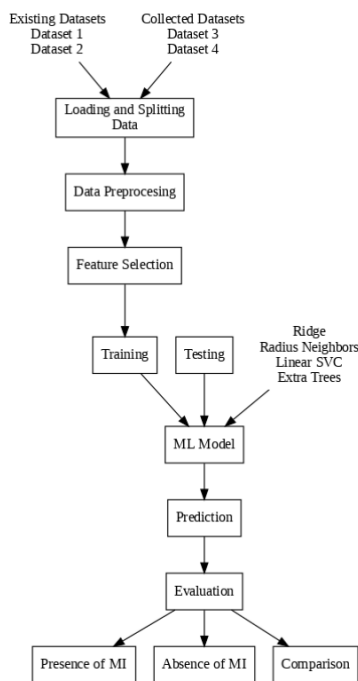 Existing Datasets
Dataset 1
Dataset 2
Collected Datasets
Dataset 3
Dataset 4
Loading and Splitting
Data
Data Preprocesing
Feature Selection
Training
Testing
Ridge
Radius Neighbors
Linear SVC
Extra Trees
ML Model
Prediction
Evaluation
Presence of MI
Absence of MI
Comparison